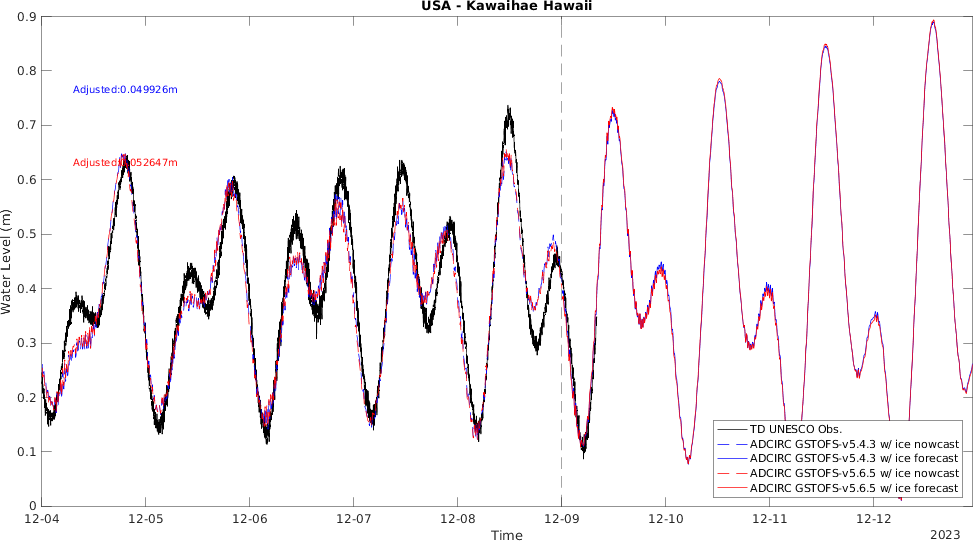 USA - Kawaihae Hawaii
0.9
0.8
0.7
0.6
0.5
0.4
0.3
0.2
0.1
0
Water Level (m)
Adjusted:0.049926m
Adjusted:0.052647m
TD UNESCO Obs.
ADCIRC GSTOFS-v5.4.3 w/ ice nowcast
ADCIRC GSTOFS-v5.4.3 w/ ice forecast
ADCIRC GSTOFS-v5.6.5 w/ ice nowcast
ADCIRC GSTOFS-v5.6.5 w/ ice forecast
12-04 12-05 12-06 12-07 12-08 12-09 12-10 12-11 12-12
Time
2023